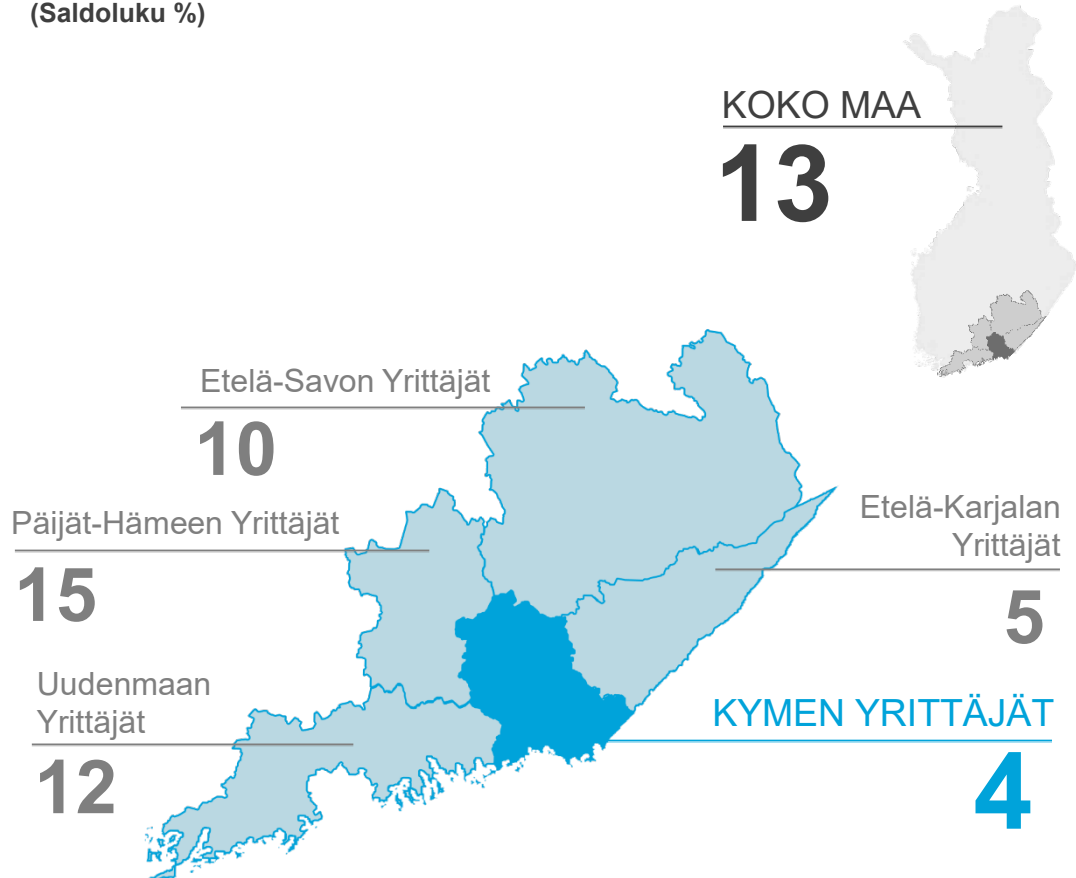 (Saldoluku %)
KOKO MAA
13
Etelä-Savon Yrittäjät
10
Päijät-Hämeen Yrittäjät
15
Etelä-Karjalan
Yrittäjät
5
Uudenmaan
Yrittäjät
12
KYMEN YRITTÄJÄT
4